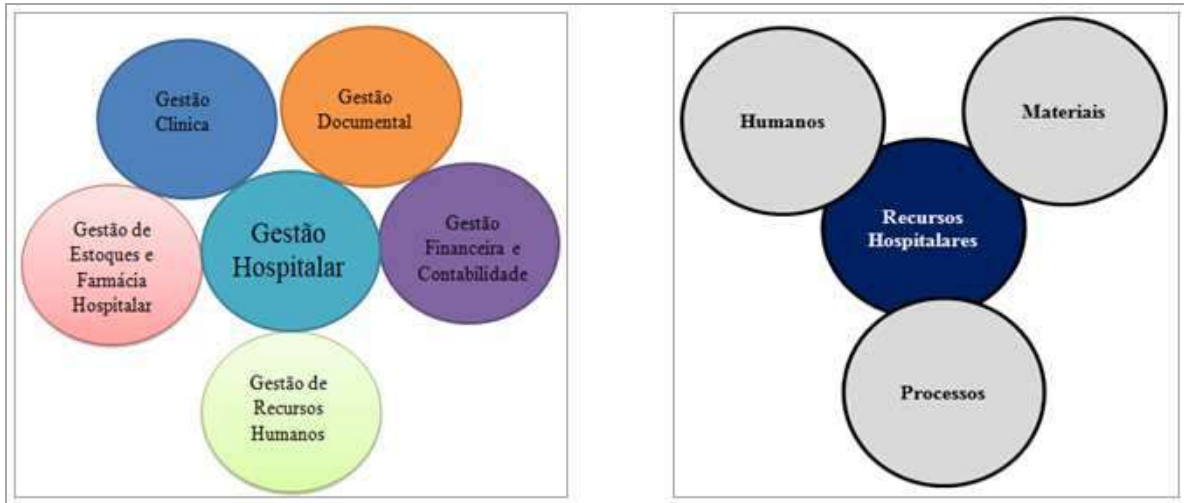 Gestão
Clinica
Gestão
Documental
Gestão de
Estoques e
Farmácia
Hospitalar
Gestão
Hospitalar
Gestão
Financeira e
Contabilidade
Gestão de
Recursos
Humanos
Humanos
Materiais
Recursos
Hospitalares
Processos